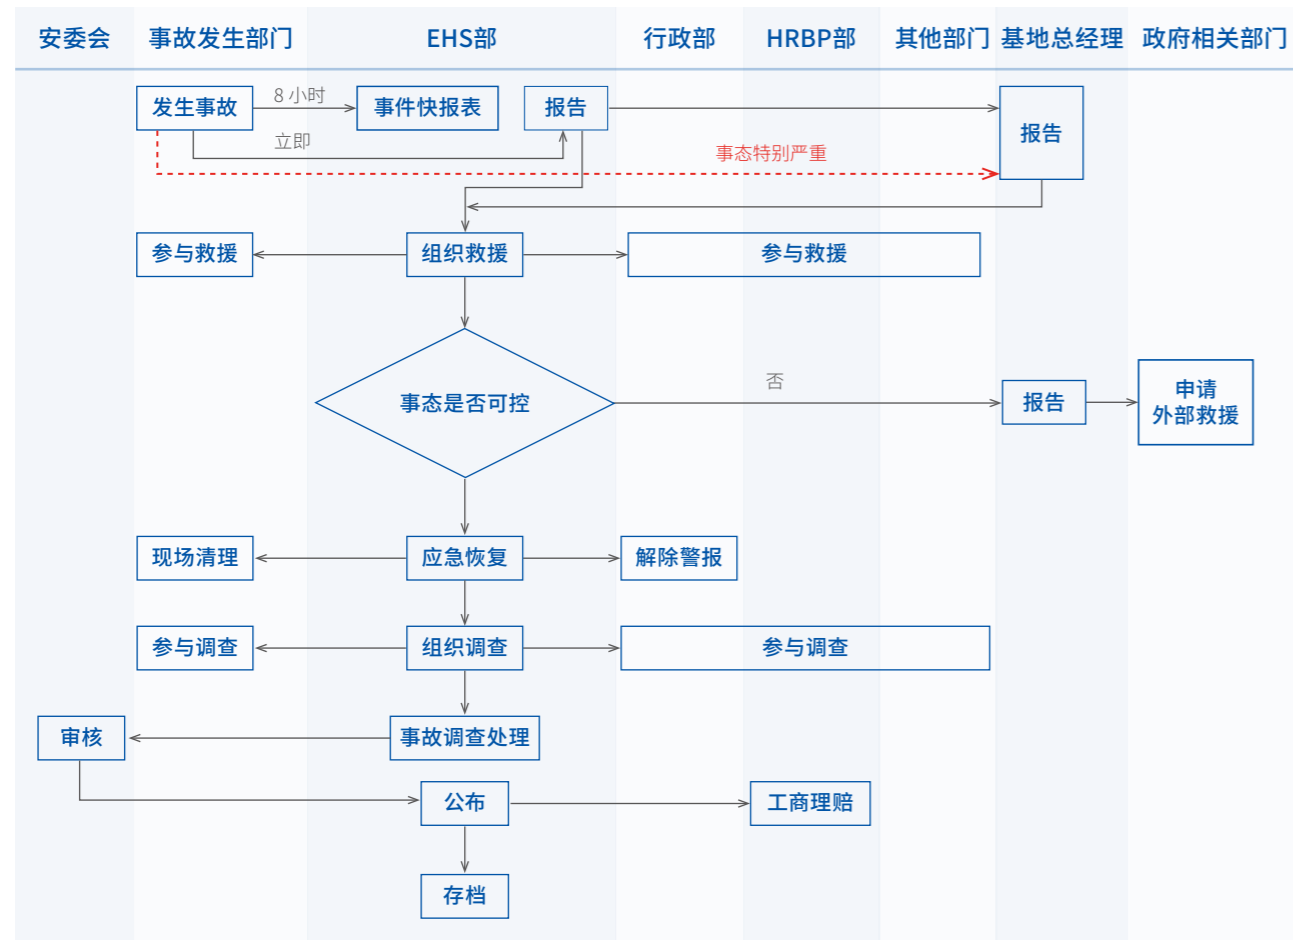 安委会
事故发生部门
EHS部
行政部
HRBP部
其他部门
基地总经理
政府相关部门
发生事故
8 小时
事件快报表
报告
报告
立即
事态特别严重
参与救援
组织救援
参与救援
事态是否可控
否
报告
申请
外部救援
现场清理
应急恢复
解除警报
参与调查
组织调查
参与调查
审核
事故调查处理
公布
工商理赔
存档